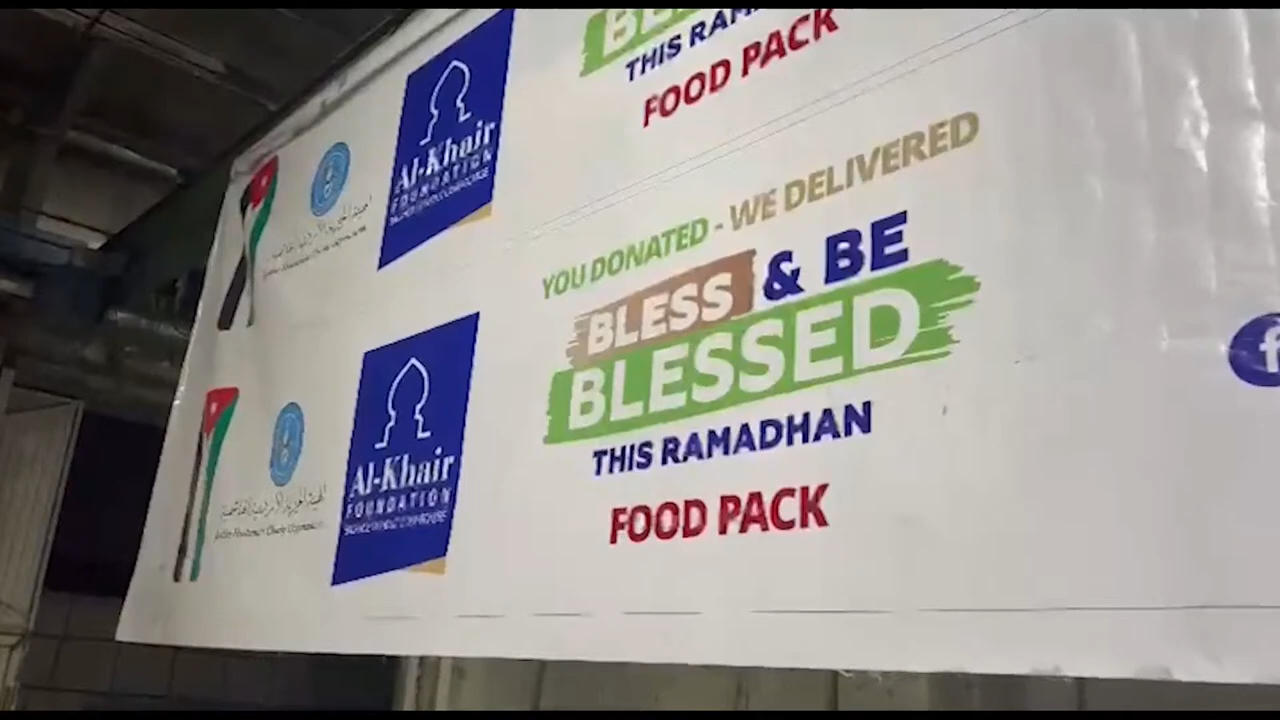 BLE
THIS RAM
FOOD PACK
Al-Khair
FOUNDATION
YOU DONATED - WE DELIVERED
BLESS & BE
BLESSED
THIS RAMADHAN
FOOD PACK
Al-Khair
FOUNDATION
f